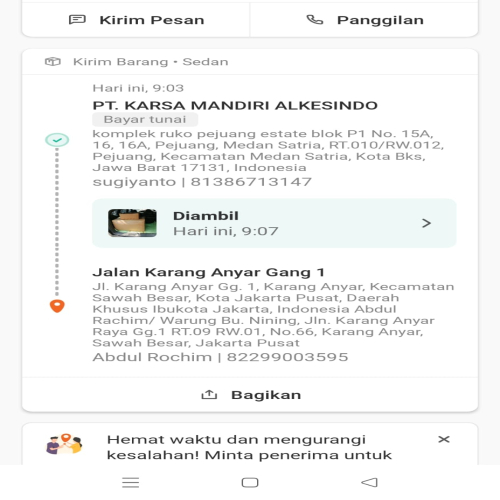 Kirim Pesan
Panggilan
Kirim Barang • Sedan
Hari ini, 9:03
PT. KARSA MANDIRI ALKESINDO
Bayar tunai
komplek ruko pejuang estate blok P1 No. 15A,
16, 16A, Pejuang, Medan Satria, RT.010/RW.012,
Pejuang, Kecamatan Medan Satria, Kota Bks,
Jawa Barat 17131, Indonesia
sugiyanto | 81386713147
Diambil
Hari ini, 9:07
Jalan Karang Anyar Gang 1
Jl. Karang Anyar Gg. 1, Karang Anyar, Kecamatan
Sawah Besar, Kota Jakarta Pusat, Daerah
Khusus Ibukota Jakarta, Indonesia Abdul
Rachim/ Warung Bu. Nining, Jln. Karang Anyar
Raya Gg.1 RT.09 RW.01, No.66, Karang Anyar,
Sawah Besar, Jakarta Pusat
Abdul Rochim | 82299003595
Bagikan
Hemat waktu dan mengurangi
kesalahan! Minta penerima untuk